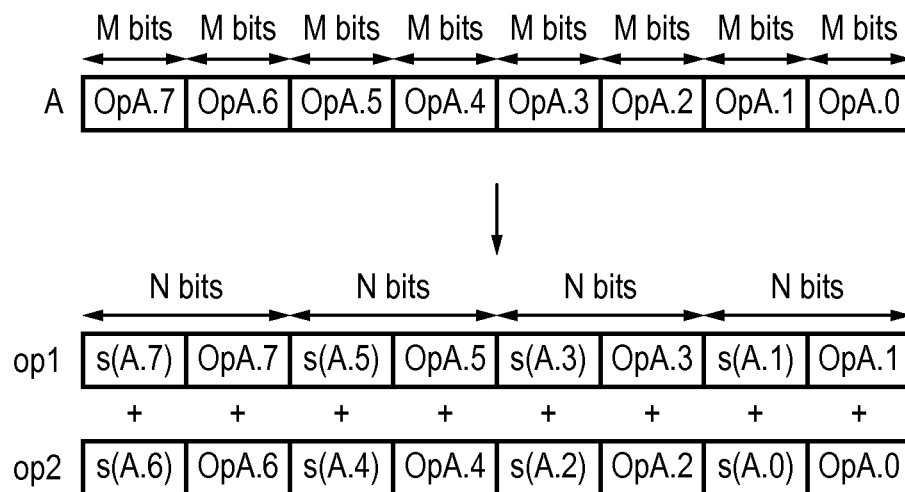 M bits M bits M bits M bits M bits M bits M bits M bits
A OpA.7 OpA.6 OpA.5 OpA.4 OpA.3 OpA.2 OpA.1 OpA.0
N bits N bits N bits N bits
op1 s(A.7) OpA.7 s(A.5) OpA.5 s(A.3) OpA.3 s(A.1) OpA.1
+ + + + + + + +
op2 s(A.6) OpA.6 s(A.4) OpA.4 s(A.2) OpA.2 s(A.0) OpA.0